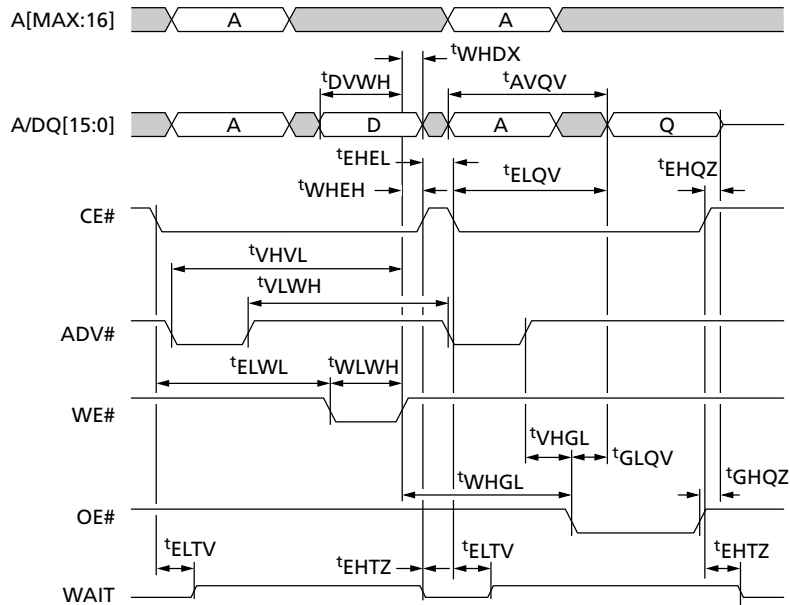 A[MAX:16] A A
tWHDX
tDVWH tAVQV
A/DQ[15:0] A D A Q
tEHEL tEHQZ
tWHEH tELQV
CE#
tVHVL
tVLWH
ADV#
tELWL tWLWH
WE#
tVHGL
tGLQV
tWHGL tGHQZ
OE#
tELTV tEHTZ tELTV tEHTZ
WAIT